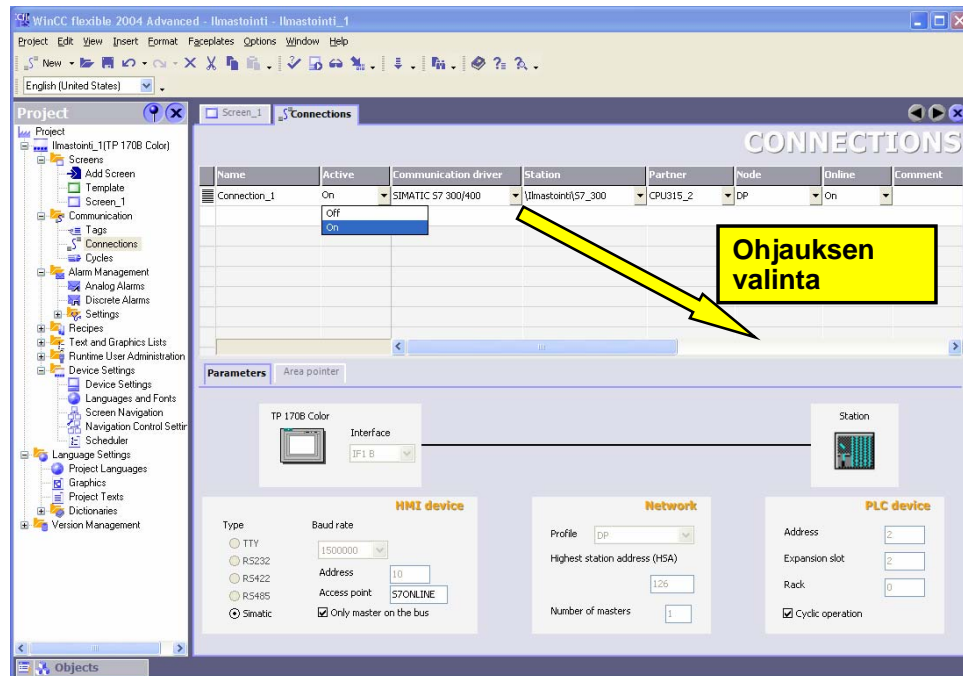 WinCC flexible 2004 Advanced - Ilmastointi - Ilmastointi_1
Project Edit View Insert Format Faceplates Options Window Help
New
English (United States)
Project
Screen_1
Connections
CONNECTIONS
Project
Ilmastointi_1(TP 170B Color)
Screens
Add Screen
Template
Screen_1
Communication
Tags
Connections
Cycles
Alarm Management
Analog Alarms
Discrete Alarms
Settings
Recipes
Text and Graphics Lists
Runtime User Administration
Device Settings
Device Settings
Languages and Fonts
Screen Navigation
Navigation Control Settir
Scheduler
Language Settings
Project Languages
Graphics
Project Texts
Dictionaries
Version Management
Name Active Communication driver Station Partner Node Online Comment
Connection_1 On SIMATIC S7 300/400 \Ilmastointi\S7_300 CPU315_2 DP On
Off
On
Ohjauksen
valinta
Parameters Area pointer
TP 170B Color
Interface
IF1 B
Station
HMI device
Type
TTY
RS232
RS422
RS485
Simatic
Baud rate
1500000
Address 10
Access point S7ONLINE
Only master on the bus
Network
Profile DP
Highest station address (HSA)
126
Number of masters 1
PLC device
Address 2
Expansion slot 2
Rack 0
Cyclic operation
Objects